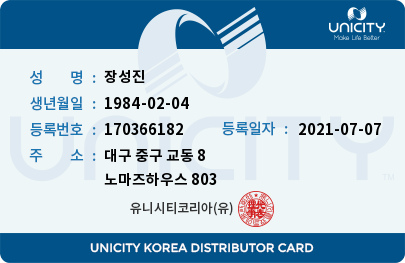 UNICITY
Make Life Better
성 명 : 장성진
생년월일 : 1984-02-04
등록번호 : 170366182 등록일자 : 2021-07-07
주 소 : 대구 중구 교동 8
노마즈하우스 803
UNICITY TM
유니시티코리아(유)
UNICITY KOREA DISTRIBUTOR CARD